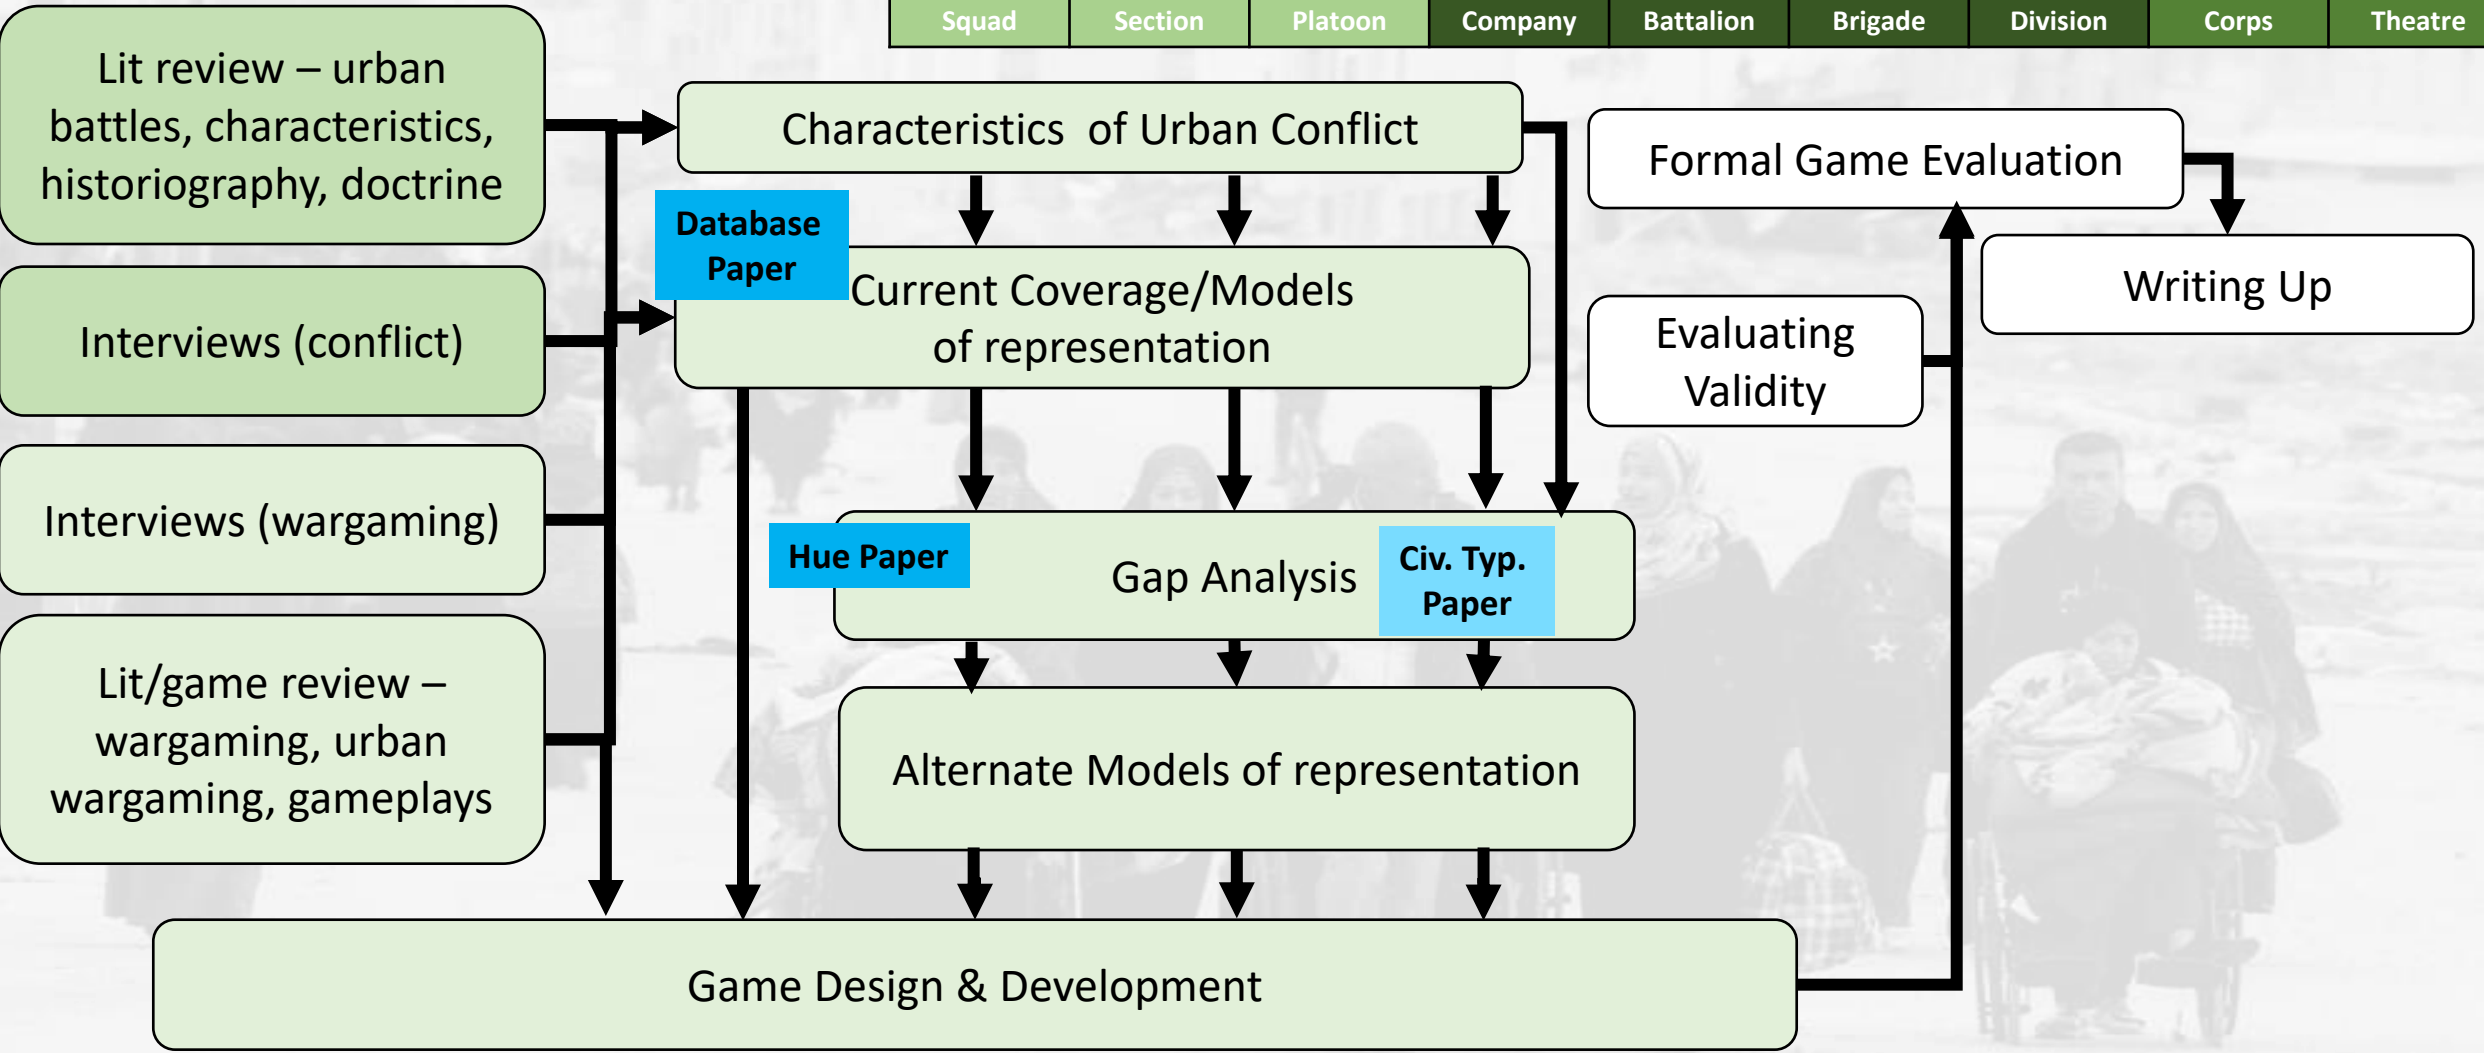 Squad Section Platoon Company Battalion Brigade Division Corps Theatre
Lit review – urban
battles, characteristics,
historiography, doctrine
Interviews (conflict)
Interviews (wargaming)
Lit/game review –
wargaming, urban
wargaming, gameplays
Characteristics of Urban Conflict
Database
Paper
Current Coverage/Models
of representation
Hue Paper
Gap Analysis
Civ. Typ.
Paper
Alternate Models of representation
Game Design & Development
Formal Game Evaluation
Evaluating
Validity
Writing Up